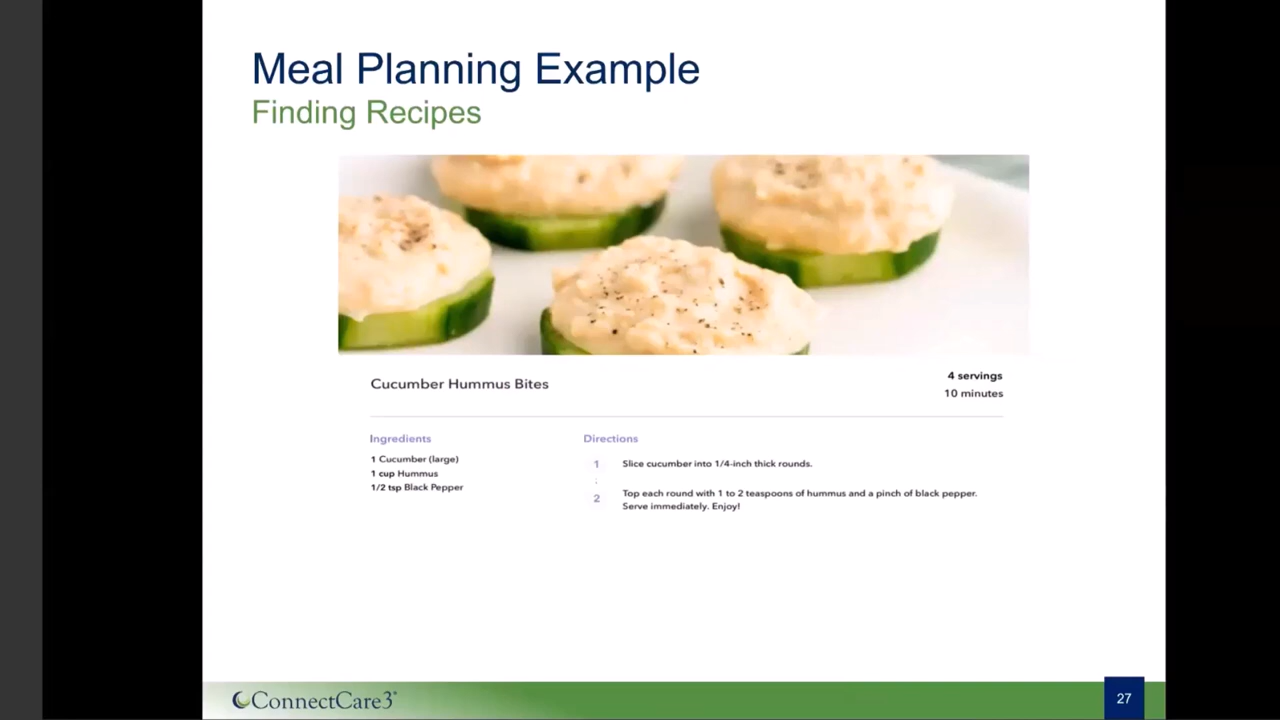 Meal Planning Example
Finding Recipes
Cucumber Hummus Bites
4 servings
10 minutes
Ingredients
1 Cucumber (large)
1 cup Hummus
1/2 tsp Black Pepper
Directions
1 Slice cucumber into 1/4-inch thick rounds.
2 Top each round with 1 to 2 teaspoons of hummus and a pinch of black pepper.
Serve immediately. Enjoy!
ConnectCare3®
27